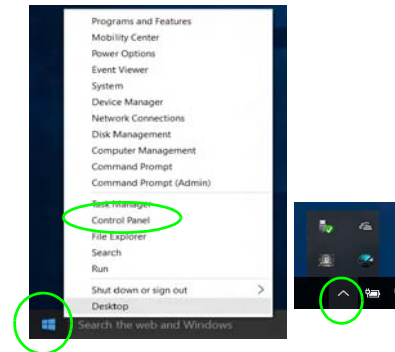 Programs and Features
Mobility Center
Power Options
Event Viewer
System
Device Manager
Network Connections
Disk Management
Computer Management
Command Prompt
Command Prompt (Admin)
Task Manager
Control Panel
File Explorer
Search
Run
Shut down or sign out
Desktop
Search the web and Windows